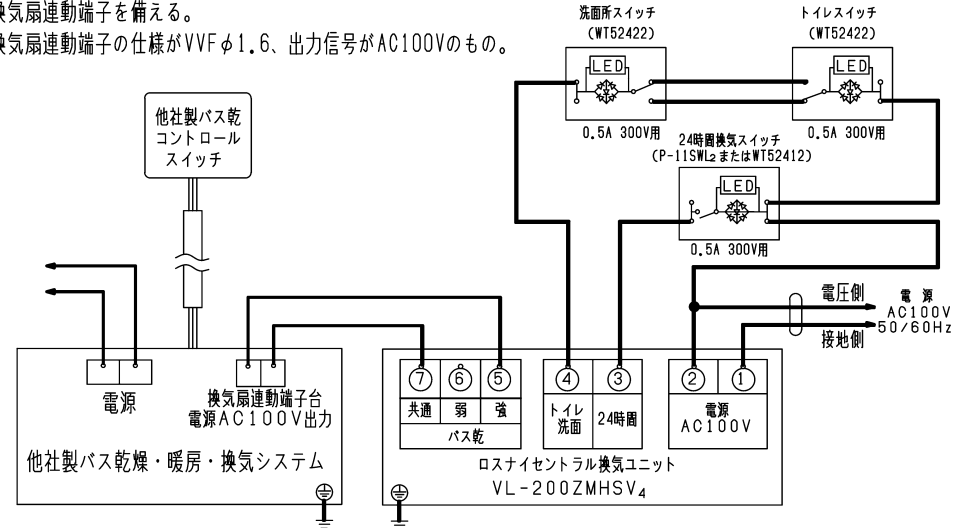 換気扇連動端子を備える。
換気扇連動端子の仕様がVVFφ1.6、出力信号がAC100Vのもの。
洗面所スイッチ
(WT52422)
トイレスイッチ
(WT52422)
LED
LED
0.5A 300V用
0.5A 300V用
24時間換気スイッチ
(P-11SWL₂またはWT52412)
LED
0.5A 300V用
他社製バス乾
コントロール
スイッチ
電圧側
接地側
電源
AC100V
50/60Hz
電源
換気扇連動端子台
電源AC100V出力
他社製バス乾燥・暖房・換気システム
⑦ ⑥ ⑤ ④ ③ ② ①
共通 弱 強
バス乾
トイレ
洗面
24時間
電源
AC100V
ロスナイセントラル換気ユニット
VL-200ZMHSV₄